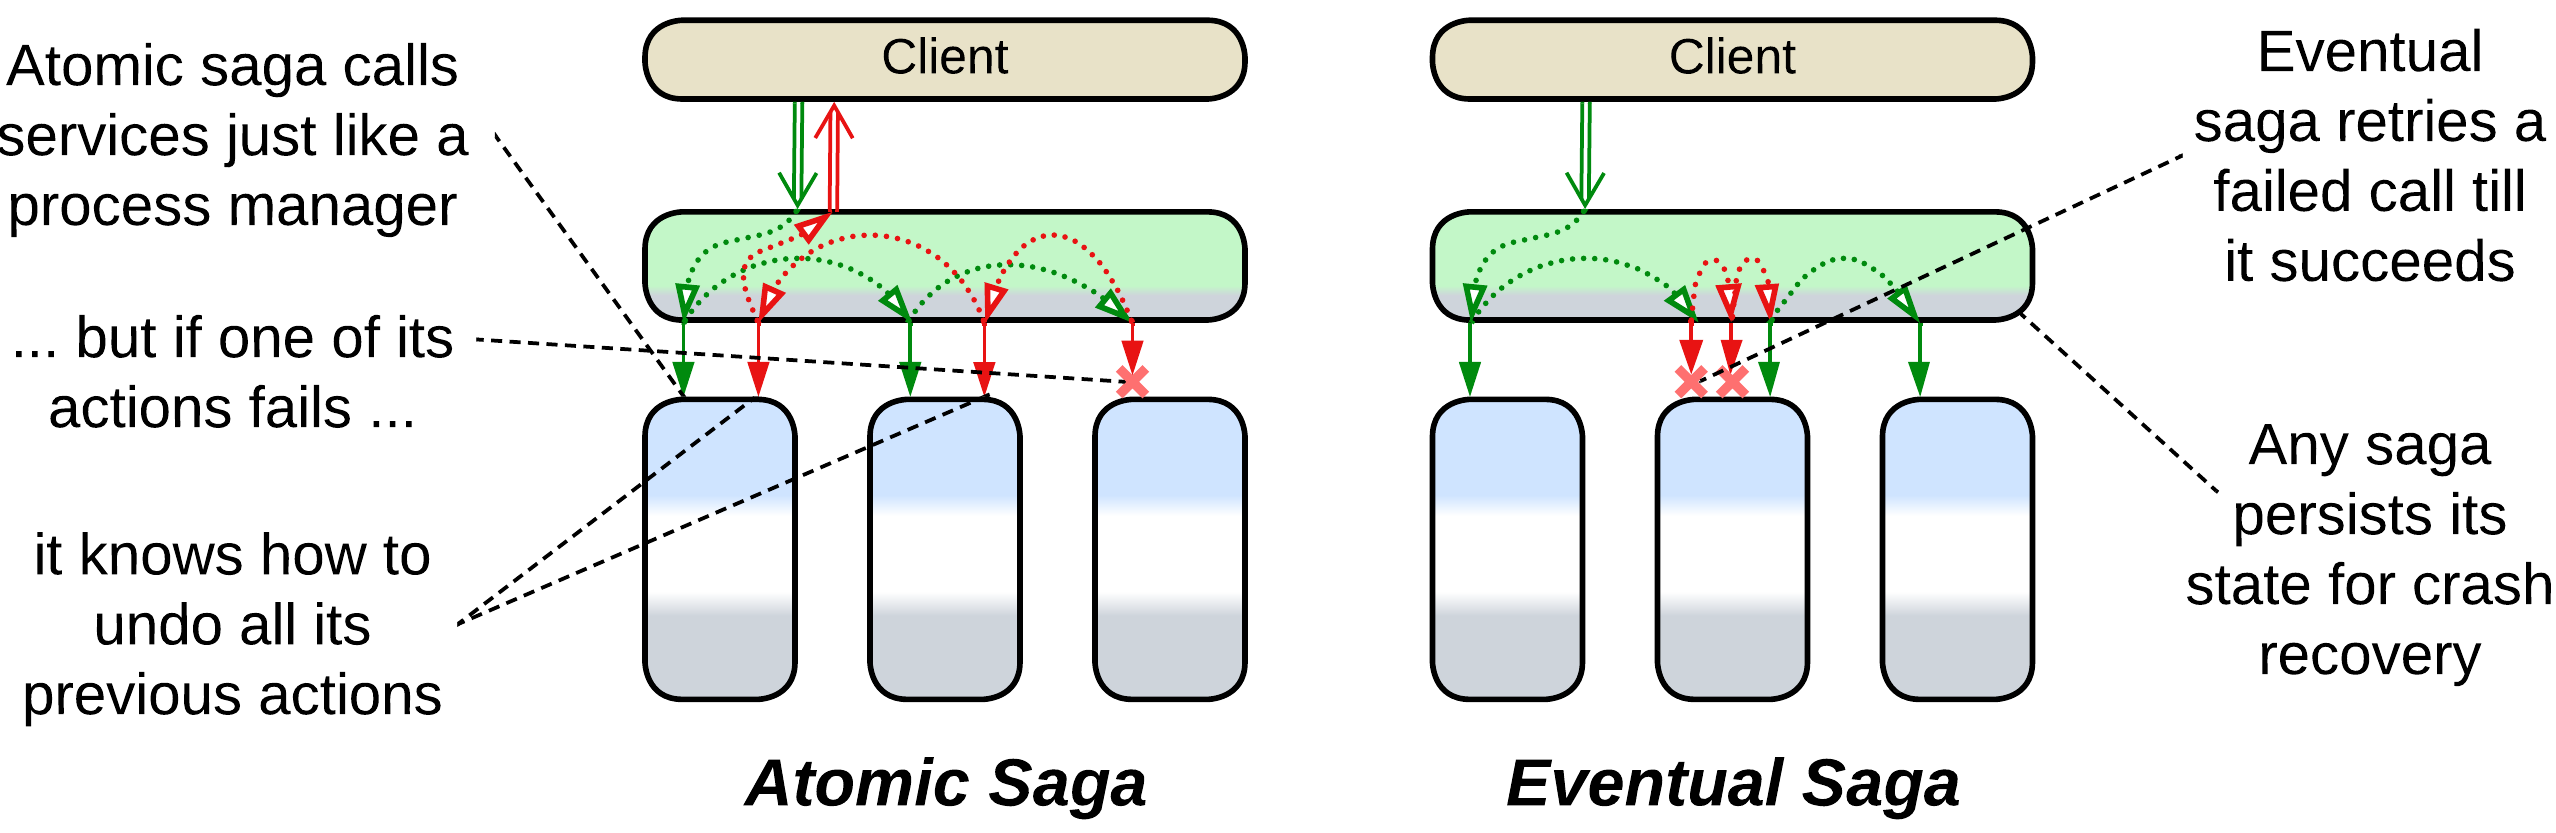 Atomic saga calls
services just like a
process manager
... but if one of its
actions fails ...
it knows how to
undo all its
previous actions
Client
Atomic Saga
Client
Eventual Saga
Eventual
saga retries a
failed call till
it succeeds
Any saga
persists its
state for crash
recovery